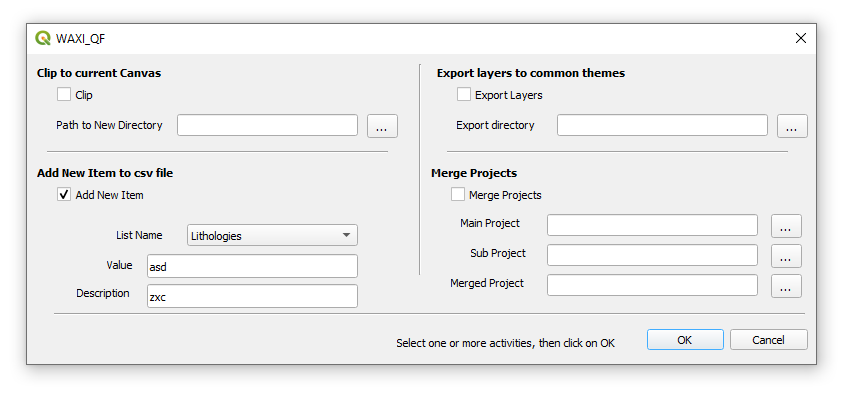 WAXI_QF
Clip to current Canvas
Clip
Path to New Directory
...
Add New Item to csv file
Add New Item
List Name Lithologies
Value asd
Description zxc
Export layers to common themes
Export Layers
Export directory
...
Merge Projects
Merge Projects
Main Project
...
Sub Project
...
Merged Project
...
Select one or more activities, then click on OK
OK
Cancel